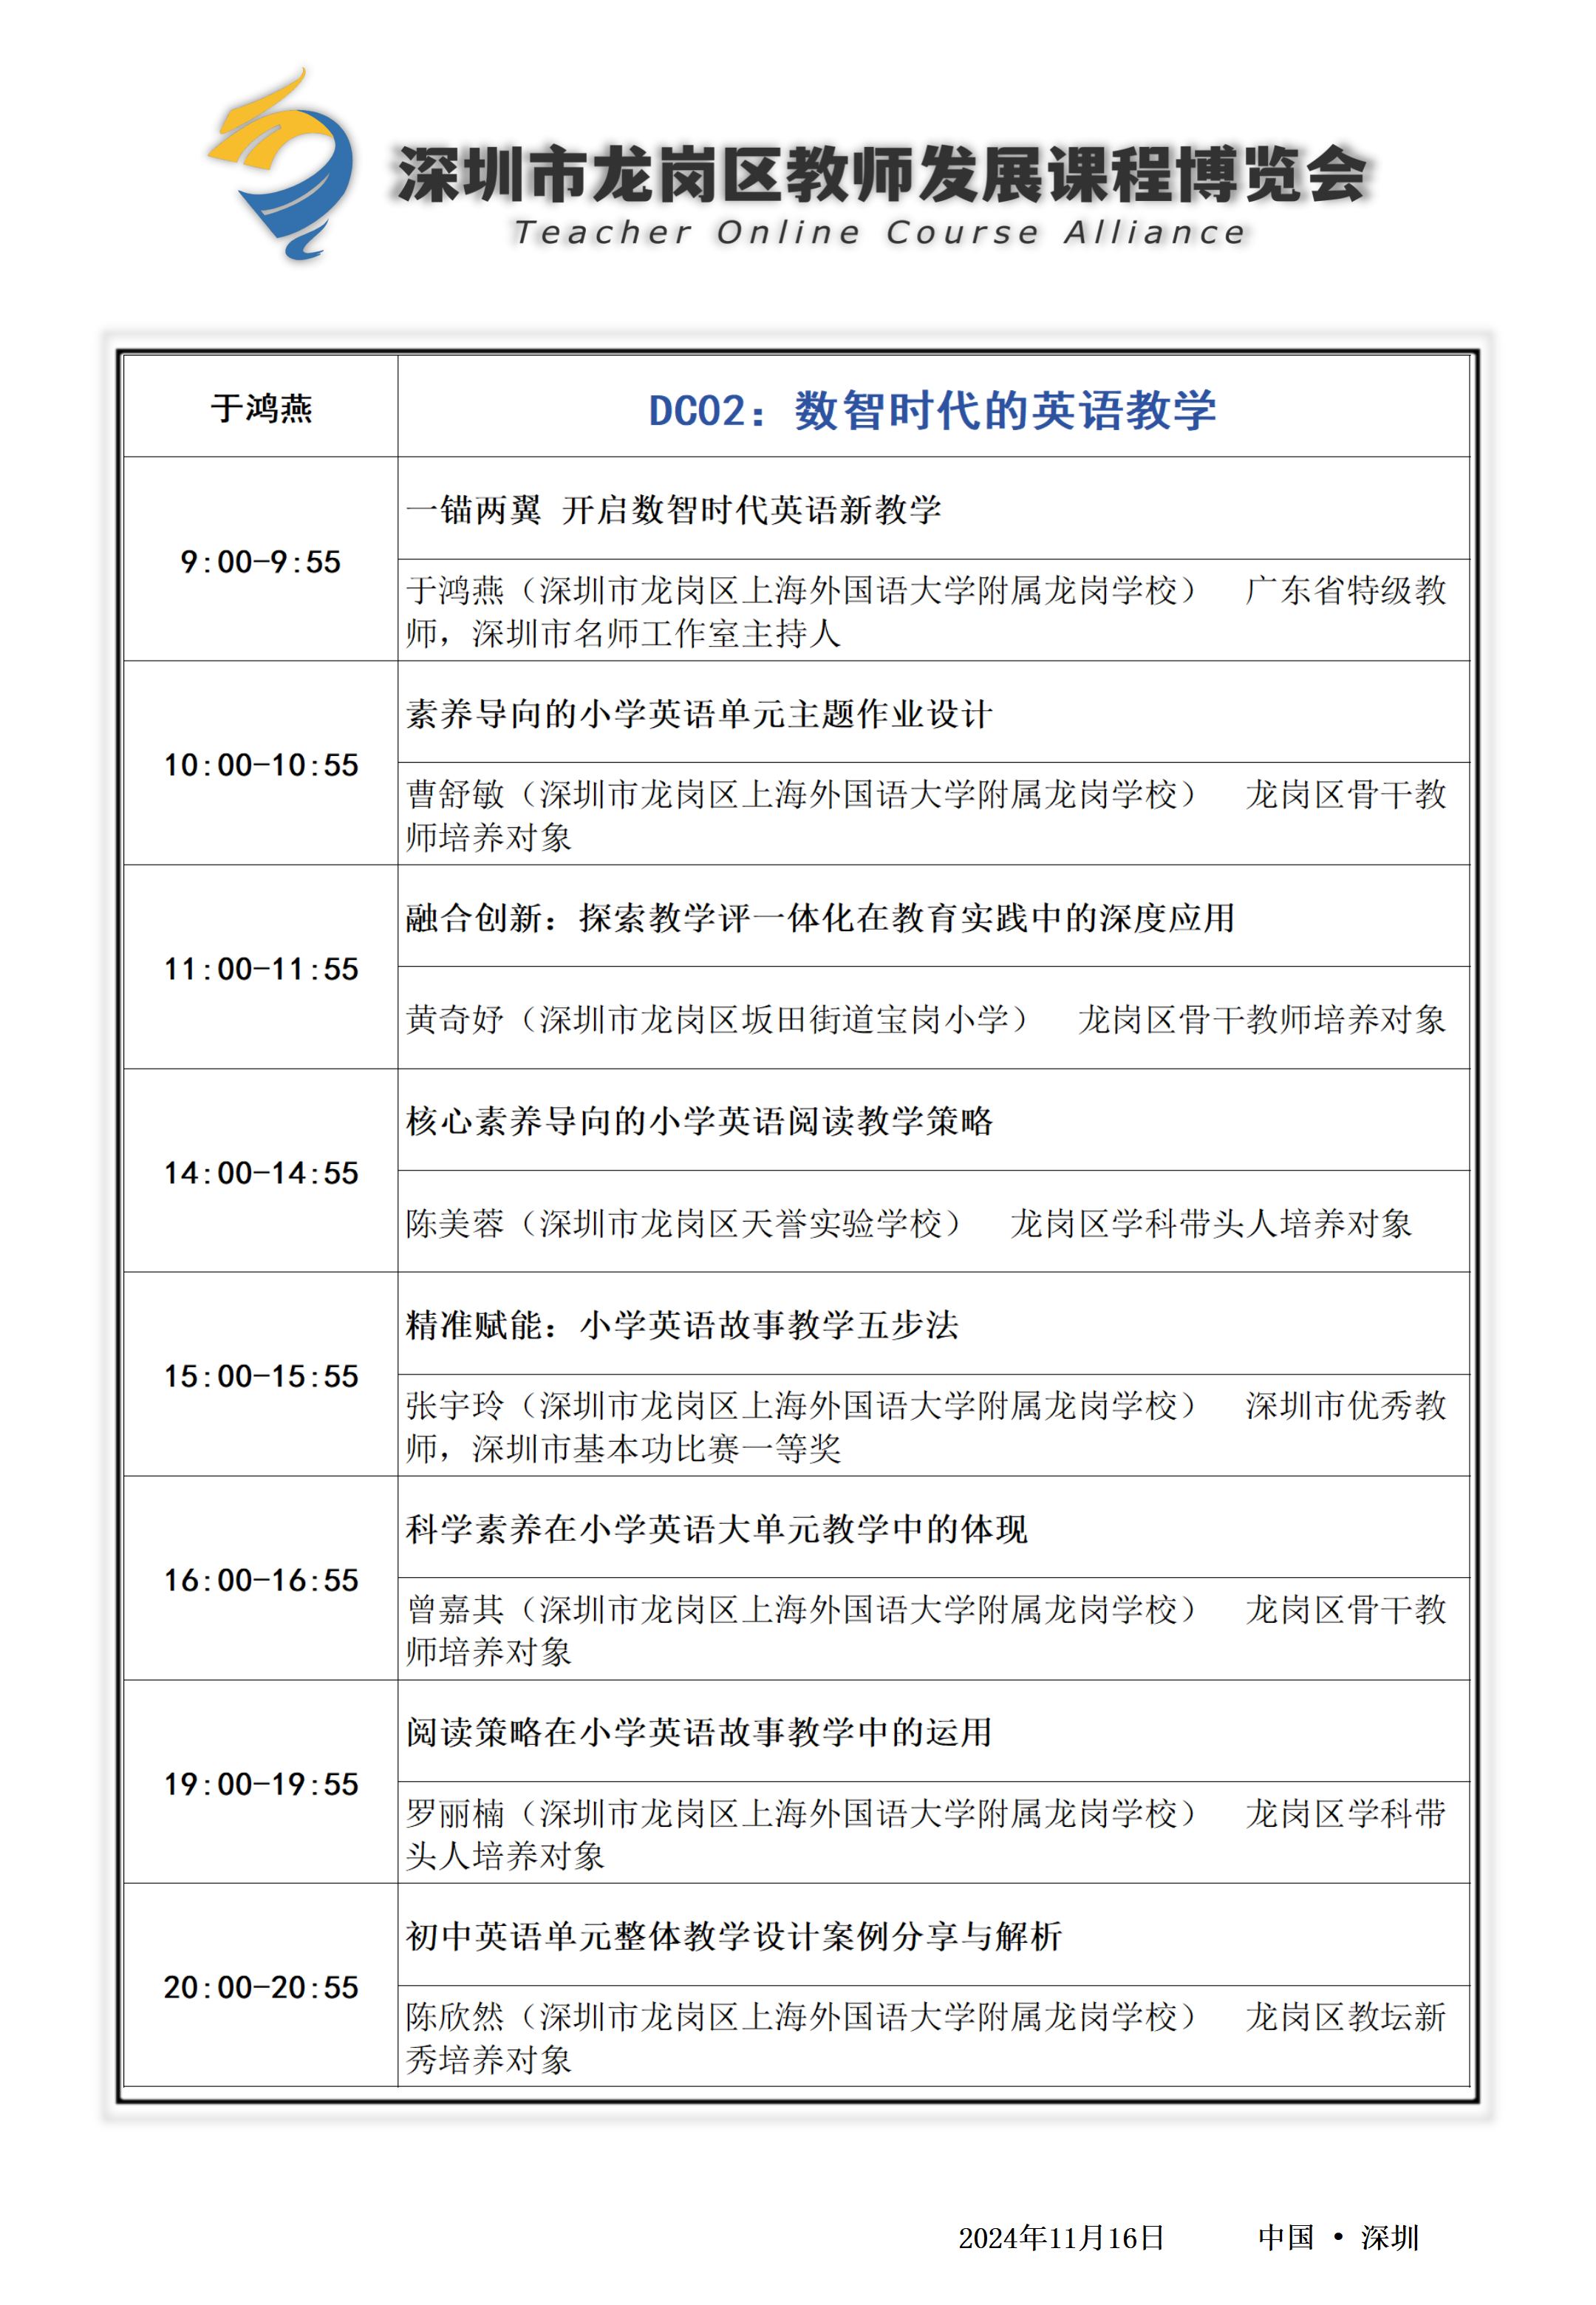 深圳市龙岗区教师发展课程博览会
Teacher Online Course Alliance
于鸿燕
DC02：数智时代的英语教学
9:00-9:55
一锚两翼 开启数智时代英语新教学
于鸿燕（深圳市龙岗区上海外国语大学附属龙岗学校） 广东省特级教
师，深圳市名师工作室主持人
10:00-10:55
素养导向的小学英语单元主题作业设计
曹舒敏（深圳市龙岗区上海外国语大学附属龙岗学校） 龙岗区骨干教
师培养对象
11:00-11:55
融合创新：探索教学评一体化在教育实践中的深度应用
黄奇妤（深圳市龙岗区坂田街道宝岗小学） 龙岗区骨干教师培养对象
14:00-14:55
核心素养导向的小学英语阅读教学策略
陈美蓉（深圳市龙岗区天誉实验学校） 龙岗区学科带头人培养对象
15:00-15:55
精准赋能：小学英语故事教学五步法
张宇玲（深圳市龙岗区上海外国语大学附属龙岗学校） 深圳市优秀教
师，深圳市基本功比赛一等奖
16:00-16:55
科学素养在小学英语大单元教学中的体现
曾嘉其（深圳市龙岗区上海外国语大学附属龙岗学校） 龙岗区骨干教
师培养对象
19:00-19:55
阅读策略在小学英语故事教学中的运用
罗丽楠（深圳市龙岗区上海外国语大学附属龙岗学校） 龙岗区学科带
头人培养对象
20:00-20:55
初中英语单元整体教学设计案例分享与解析
陈欣然（深圳市龙岗区上海外国语大学附属龙岗学校） 龙岗区教坛新
秀培养对象
2024年11月16日 中国 • 深圳